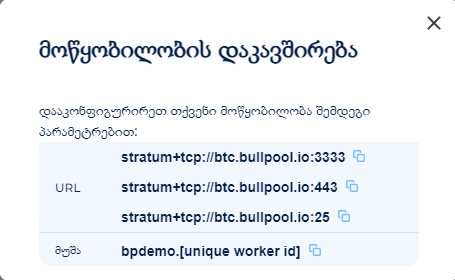 მოწყობილობის დაკავშირება
დააკონფიგურირეთ თქვენი მოწყობილობა შემდეგი
პარამეტრებით:
stratum+tcp://btc.bullpool.io:3333
URL stratum+tcp://btc.bullpool.io:443
stratum+tcp://btc.bullpool.io:25
მუშა bpdemo.[unique worker id]